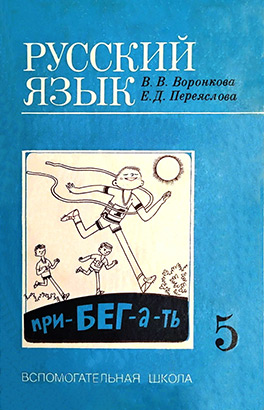 РУССКИЙ
ЯЗЫК
В. В. Воронкова
Е. Д. Переяслова
при-БЕГ-а-ть
5
ВСПОМОГАТЕЛЬНАЯ ШКОЛА